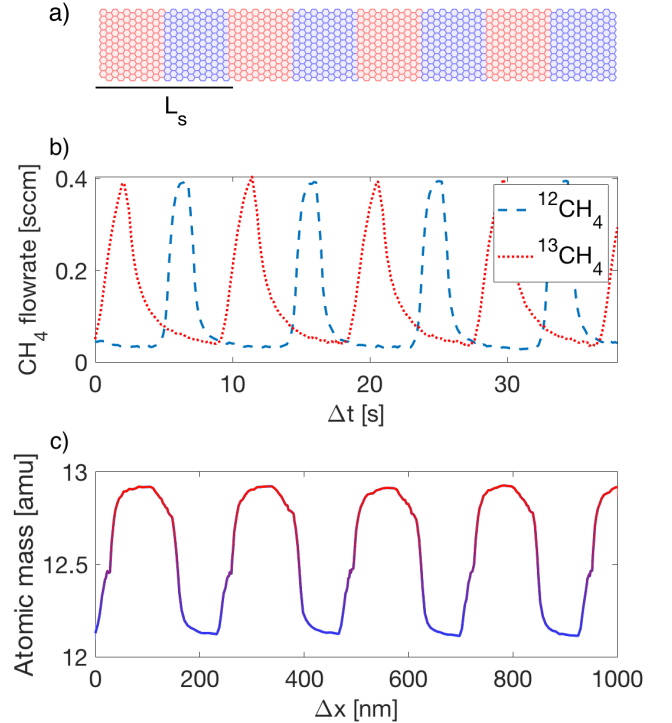 a)
Lₛ
b)
CH₄ flowrate [sccm]
0.4
0.2
0
¹²CH₄
¹³CH₄
0 10 20 30
Δt [s]
c)
Atomic mass [amu]
13
12.5
12
0 200 400 600 800 1000
Δx [nm]